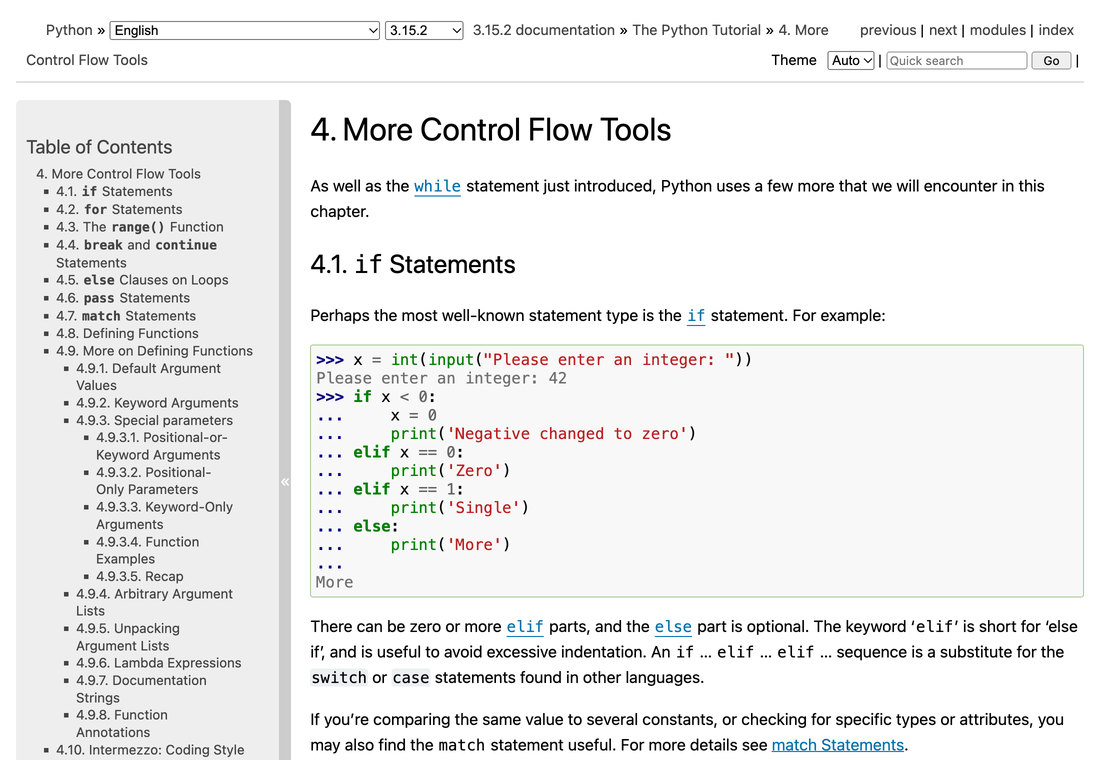 Python » English 3.15.2 3.15.2 documentation » The Python Tutorial » 4. More Control Flow Tools
previous | next | modules | index
Theme Auto | Quick search Go |
Table of Contents
4. More Control Flow Tools
4.1. if Statements
4.2. for Statements
4.3. The range() Function
4.4. break and continue
Statements
4.5. else Clauses on Loops
4.6. pass Statements
4.7. match Statements
4.8. Defining Functions
4.9. More on Defining Functions
4.9.1. Default Argument
Values
4.9.2. Keyword Arguments
4.9.3. Special parameters
4.9.3.1. Positional-or-
Keyword Arguments
4.9.3.2. Positional-
Only Parameters
4.9.3.3. Keyword-Only
Arguments
4.9.3.4. Function
Examples
4.9.3.5. Recap
4.9.4. Arbitrary Argument
Lists
4.9.5. Unpacking
Argument Lists
4.9.6. Lambda Expressions
4.9.7. Documentation
Strings
4.9.8. Function
Annotations
4.10. Intermezzo: Coding Style
«
4. More Control Flow Tools
As well as the while statement just introduced, Python uses a few more that we will encounter in this
chapter.
4.1. if Statements
Perhaps the most well-known statement type is the if statement. For example:
>>> x = int(input("Please enter an integer: "))
Please enter an integer: 42
>>> if x < 0:
...     x = 0
...     print('Negative changed to zero')
... elif x == 0:
...     print('Zero')
... elif x == 1:
...     print('Single')
... else:
...     print('More')
...
More
There can be zero or more elif parts, and the else part is optional. The keyword ‘elif’ is short for ‘else
if’, and is useful to avoid excessive indentation. An if … elif … elif … sequence is a substitute for the
switch or case statements found in other languages.
If you’re comparing the same value to several constants, or checking for specific types or attributes, you
may also find the match statement useful. For more details see match Statements.